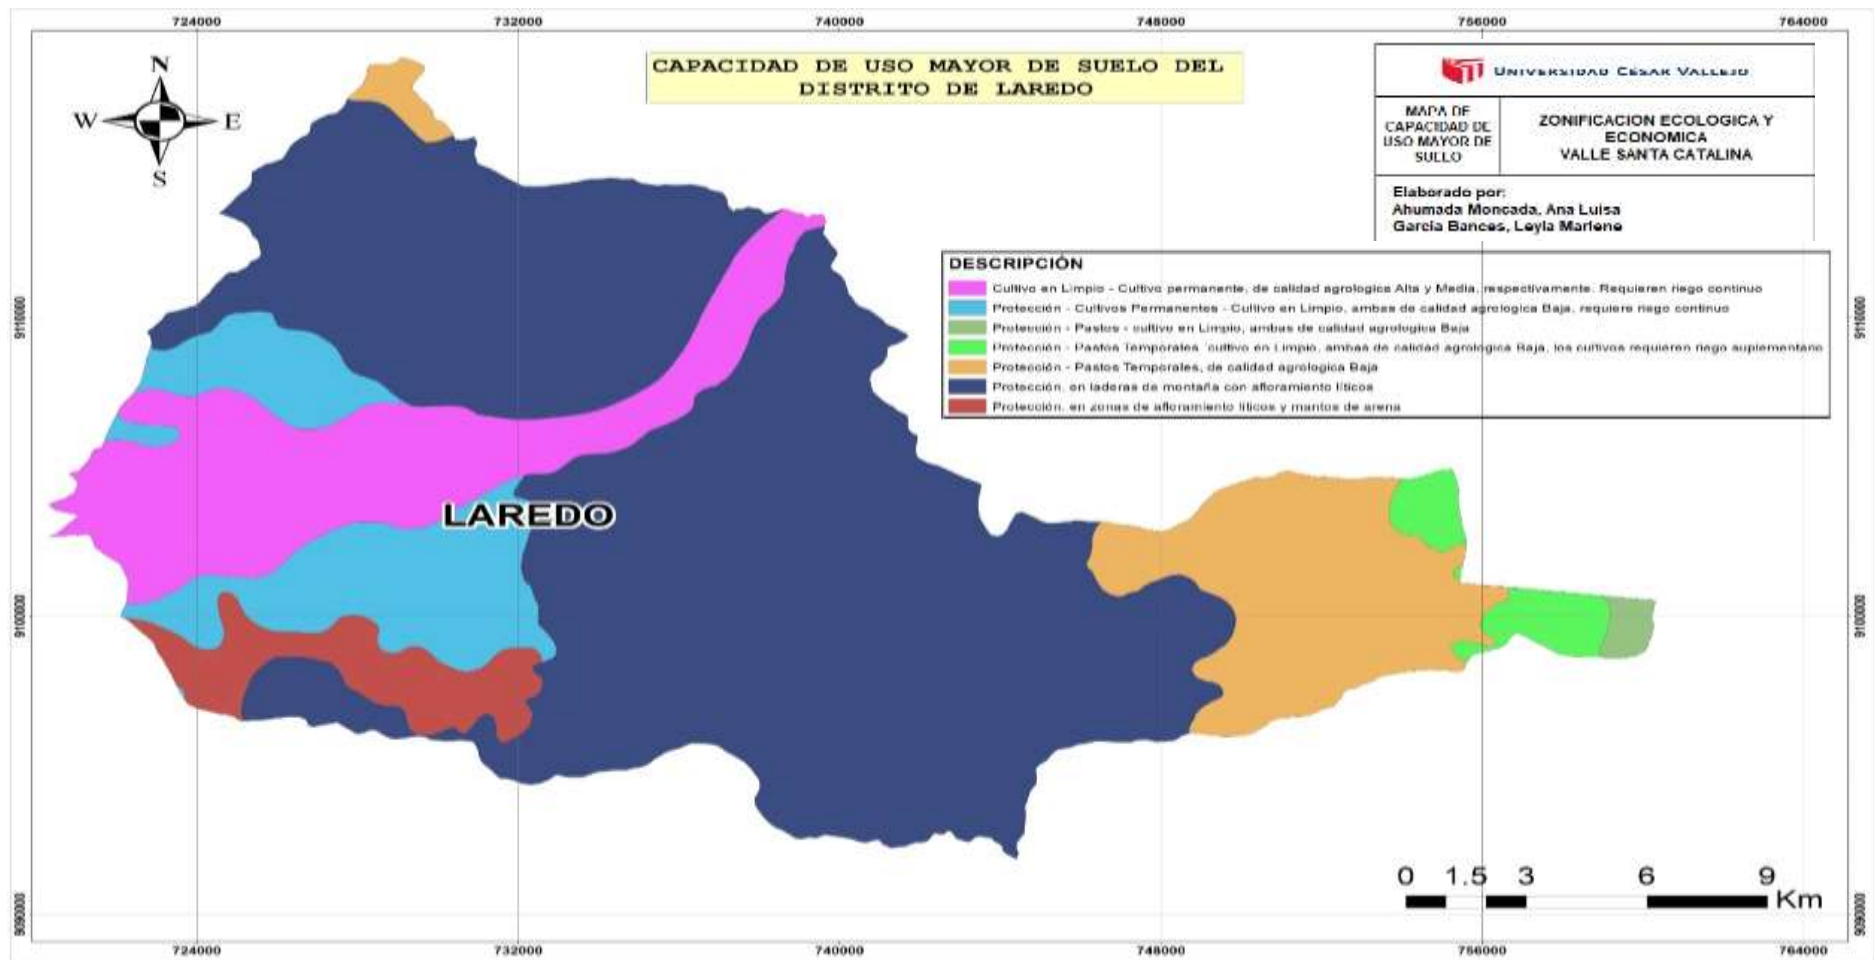 724000 732000 740000 748000 756000 764000
N
W E
S
CAPACIDAD DE USO MAYOR DE SUELO DEL
DISTRITO DE LAREDO
UNIVERSIDAD CÉSAR VALLEJO
MAPA DE
CAPACIDAD DE
USO MAYOR DE
SUELO
ZONIFICACION ECOLOGICA Y
ECONOMICA
VALLE SANTA CATALINA
Elaborado por:
Ahumada Moncada, Ana Luisa
Garcia Bances, Leyla Marlene
DESCRIPCIÓN
Cultivo en Limpio - Cultivo permanente, de calidad agrologica Alta y Media, respectivamente. Requieren riego continuo
Protección - Cultivos Permanentes - Cultivo en Limpio, ambas de calidad agrologica Baja, requiere riego continuo
Protección - Pastos - cultivo en Limpio, ambas de calidad agrologica Baja
Protección - Pastos Temporales cultivo en Limpio, ambas de calidad agrologica Baja, los cultivos requieren riego suplementario
Protección - Pastos Temporales, de calidad agrologica Baja
Protección, en laderas de montaña con afloramiento líticos
Protección, en zonas de afloramiento líticos y mantos de arena
9110000 9110000
LAREDO
9100000 9100000
0 1.5 3 6 9
Km
9090000 9090000
724000 732000 740000 748000 756000 764000